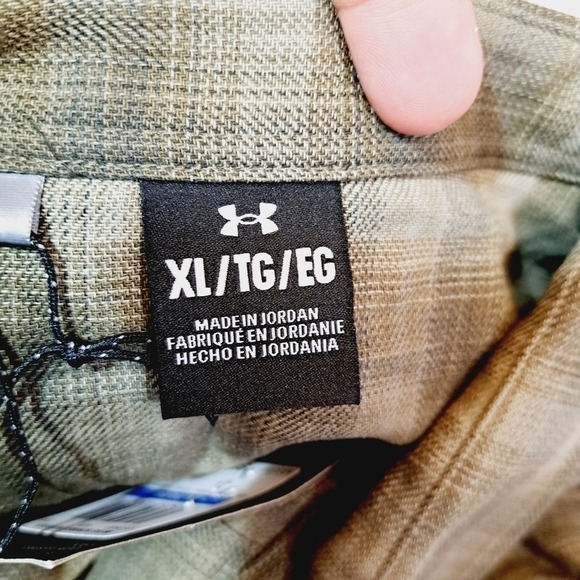 XL/TG/EG
MADE IN JORDAN
FABRIQUÉ EN JORDANIE
HECHO EN JORDANIA